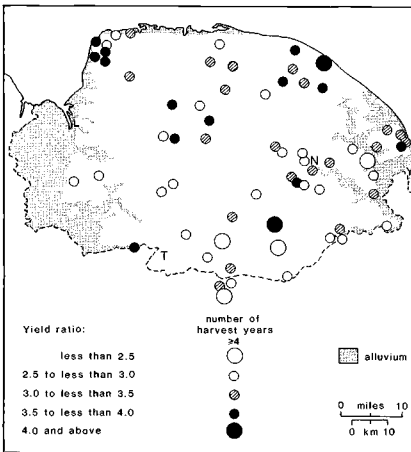 L
N
T
Yield ratio:
number of
harvest years
≥4
less than 2.5
2.5 to less than 3.0
3.0 to less than 3.5
3.5 to less than 4.0
4.0 and above
alluvium
0 miles 10
0 km 10